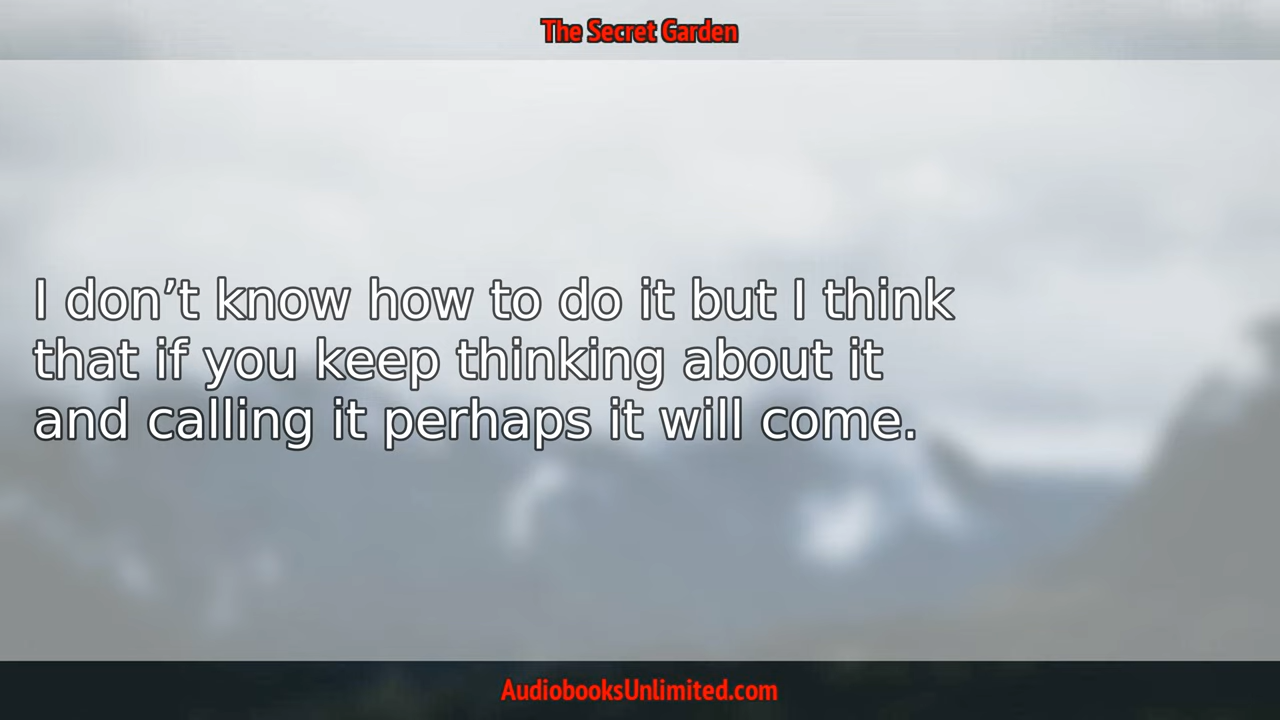 The Secret Garden
I don’t know how to do it but I think
that if you keep thinking about it
and calling it perhaps it will come.
AudiobooksUnlimited.com